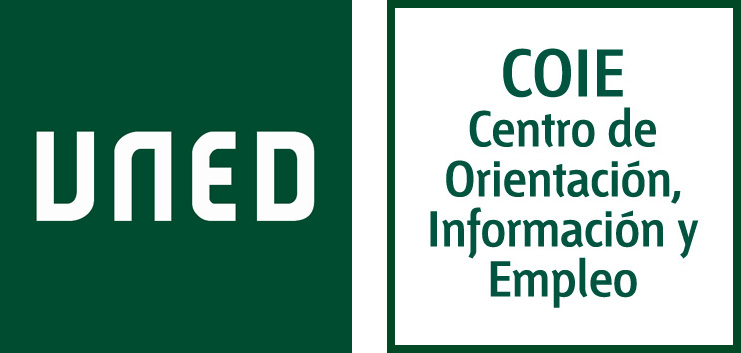 UNED
COIE
Centro de
Orientación,
Información y
Empleo